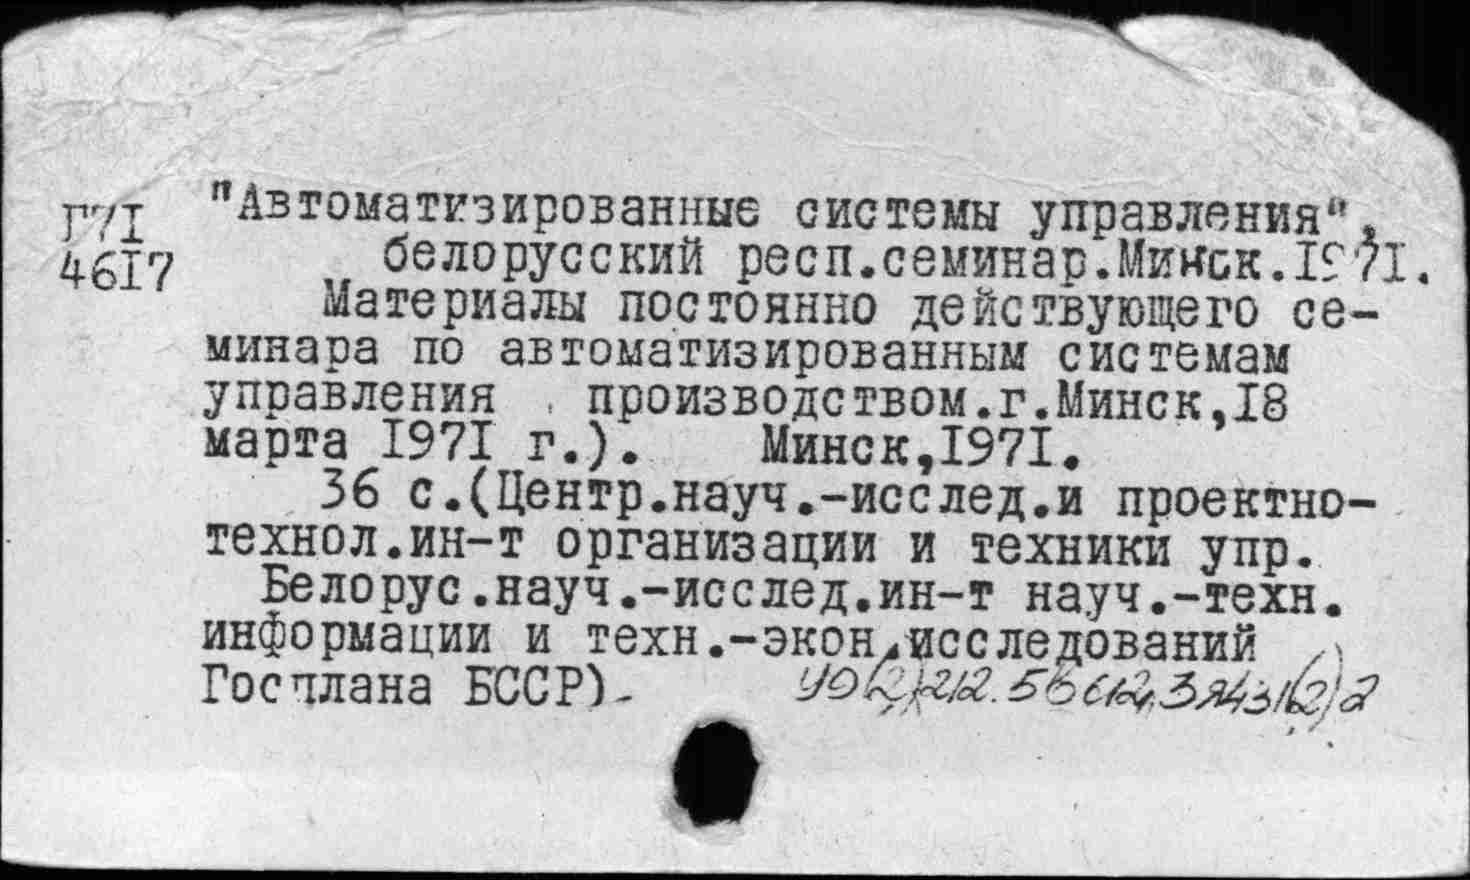 Г71 "Автоматизированные системы управления",
4617 белорусский респ.семинар.Минск.1971.
Материалы постоянно действующего се-
минара по автоматизированным системам
управления производством.г.Минск,18
марта 1971 г.). Минск,1971.
36 с.(Центр.науч.-исслед.и проектно-
технол.ин-т организации и техники упр.
Белорус.науч.-исслед.ин-т науч.-техн.
информации и техн.-экон.исследований
Госплана БССР).